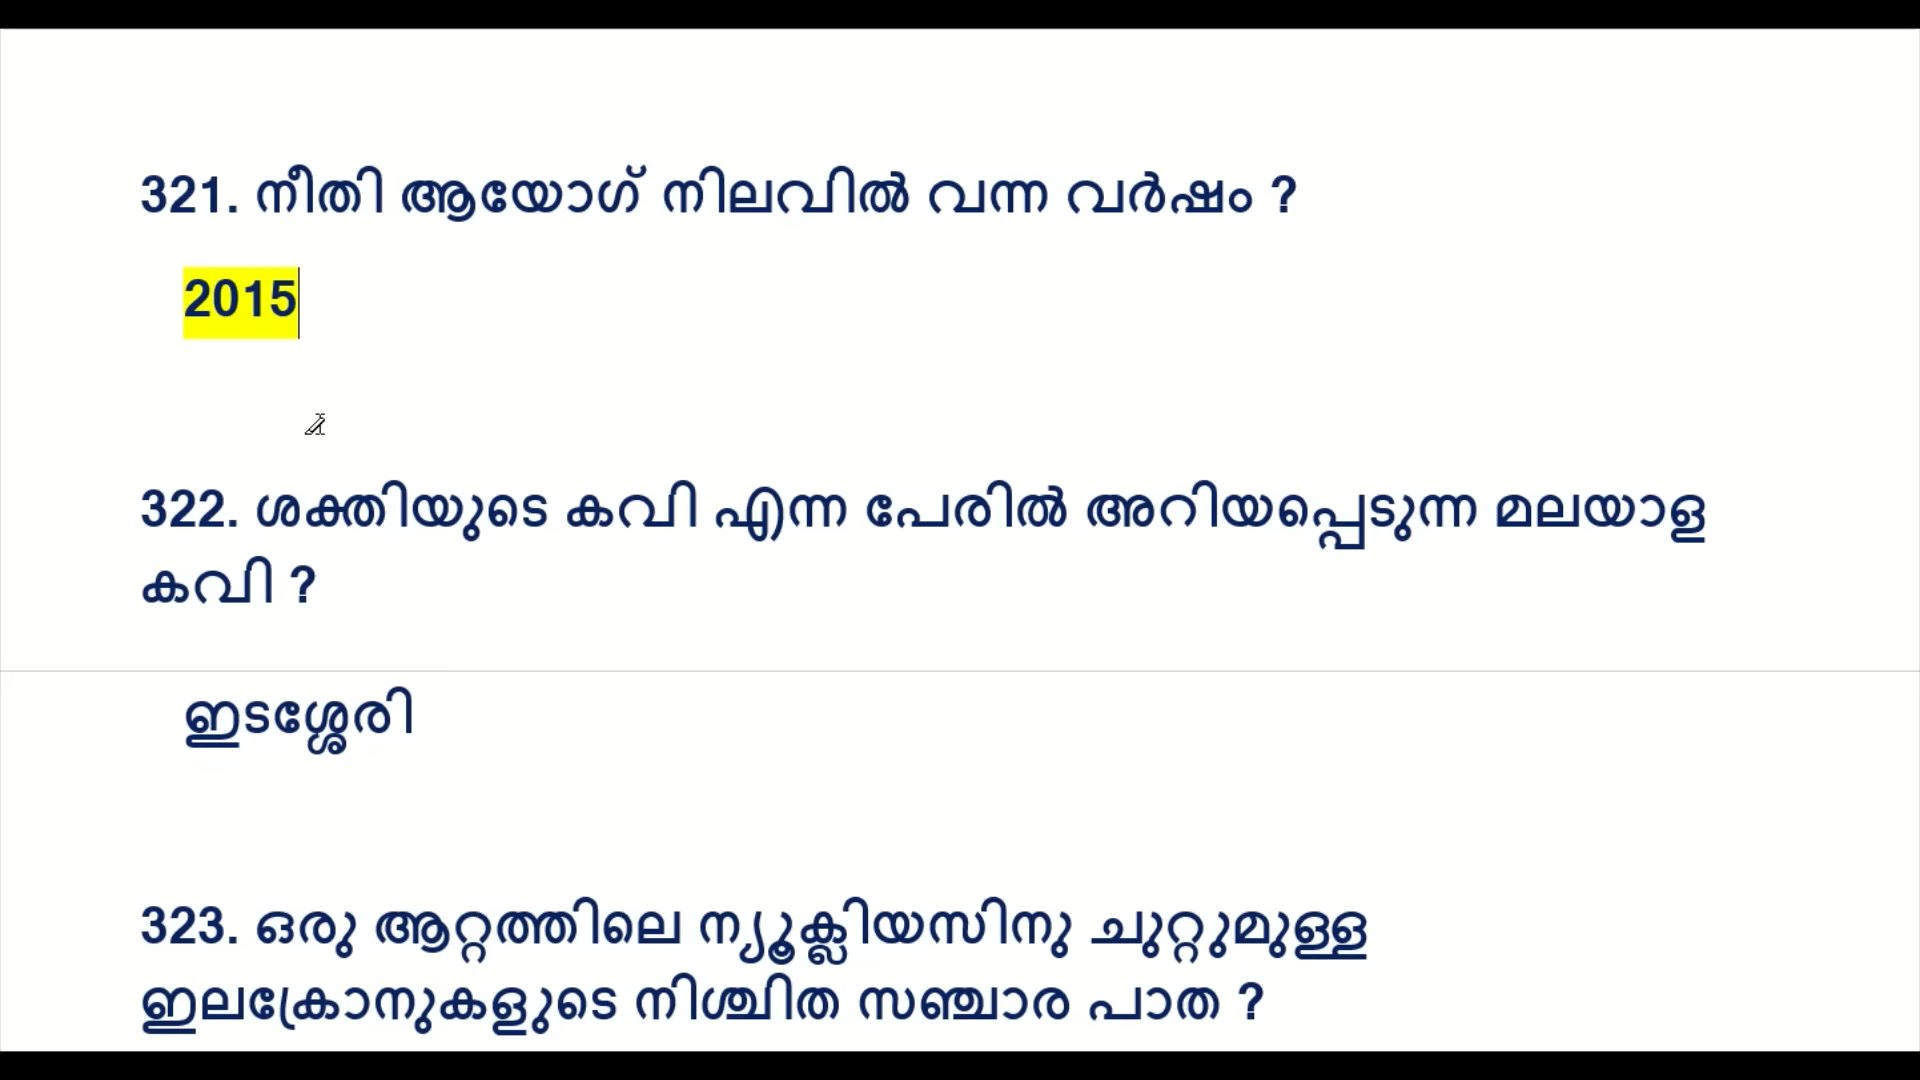 321. നീതി ആയോഗ് നിലവിൽ വന്ന വർഷം ?
2015
322. ശക്തിയുടെ കവി എന്ന പേരിൽ അറിയപ്പെടുന്ന മലയാള
കവി ?
ഇടശ്ശേരി
323. ഒരു ആറ്റത്തിലെ ന്യൂക്ലിയസിനു ചുറ്റുമുള്ള
ഇലക്രോനുകളുടെ നിശ്ചിത സഞ്ചാര പാത ?